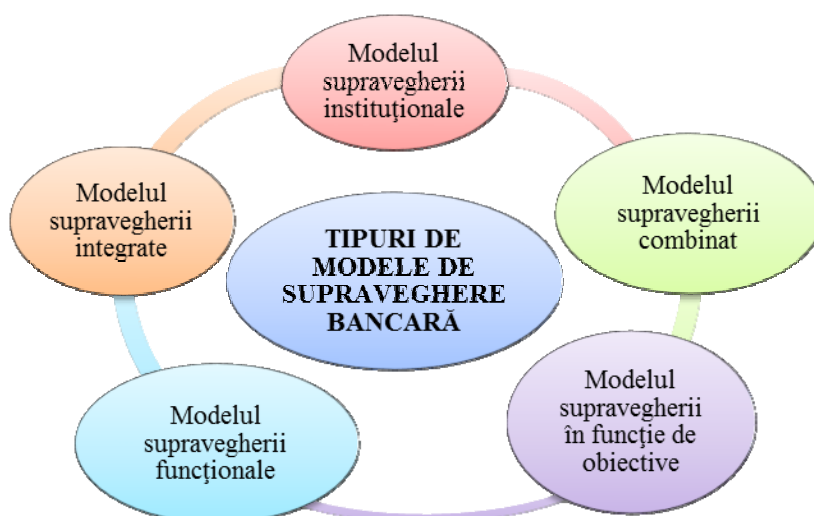 Modelul
supravegherii
instituţionale
Modelul
supravegherii
integrate
Modelul
supravegherii
combinat
TIPURI DE
MODELE DE
SUPRAVEGHERE
BANCARĂ
Modelul
supravegherii
funcţionale
Modelul
supravegherii
în funcţie de
obiective